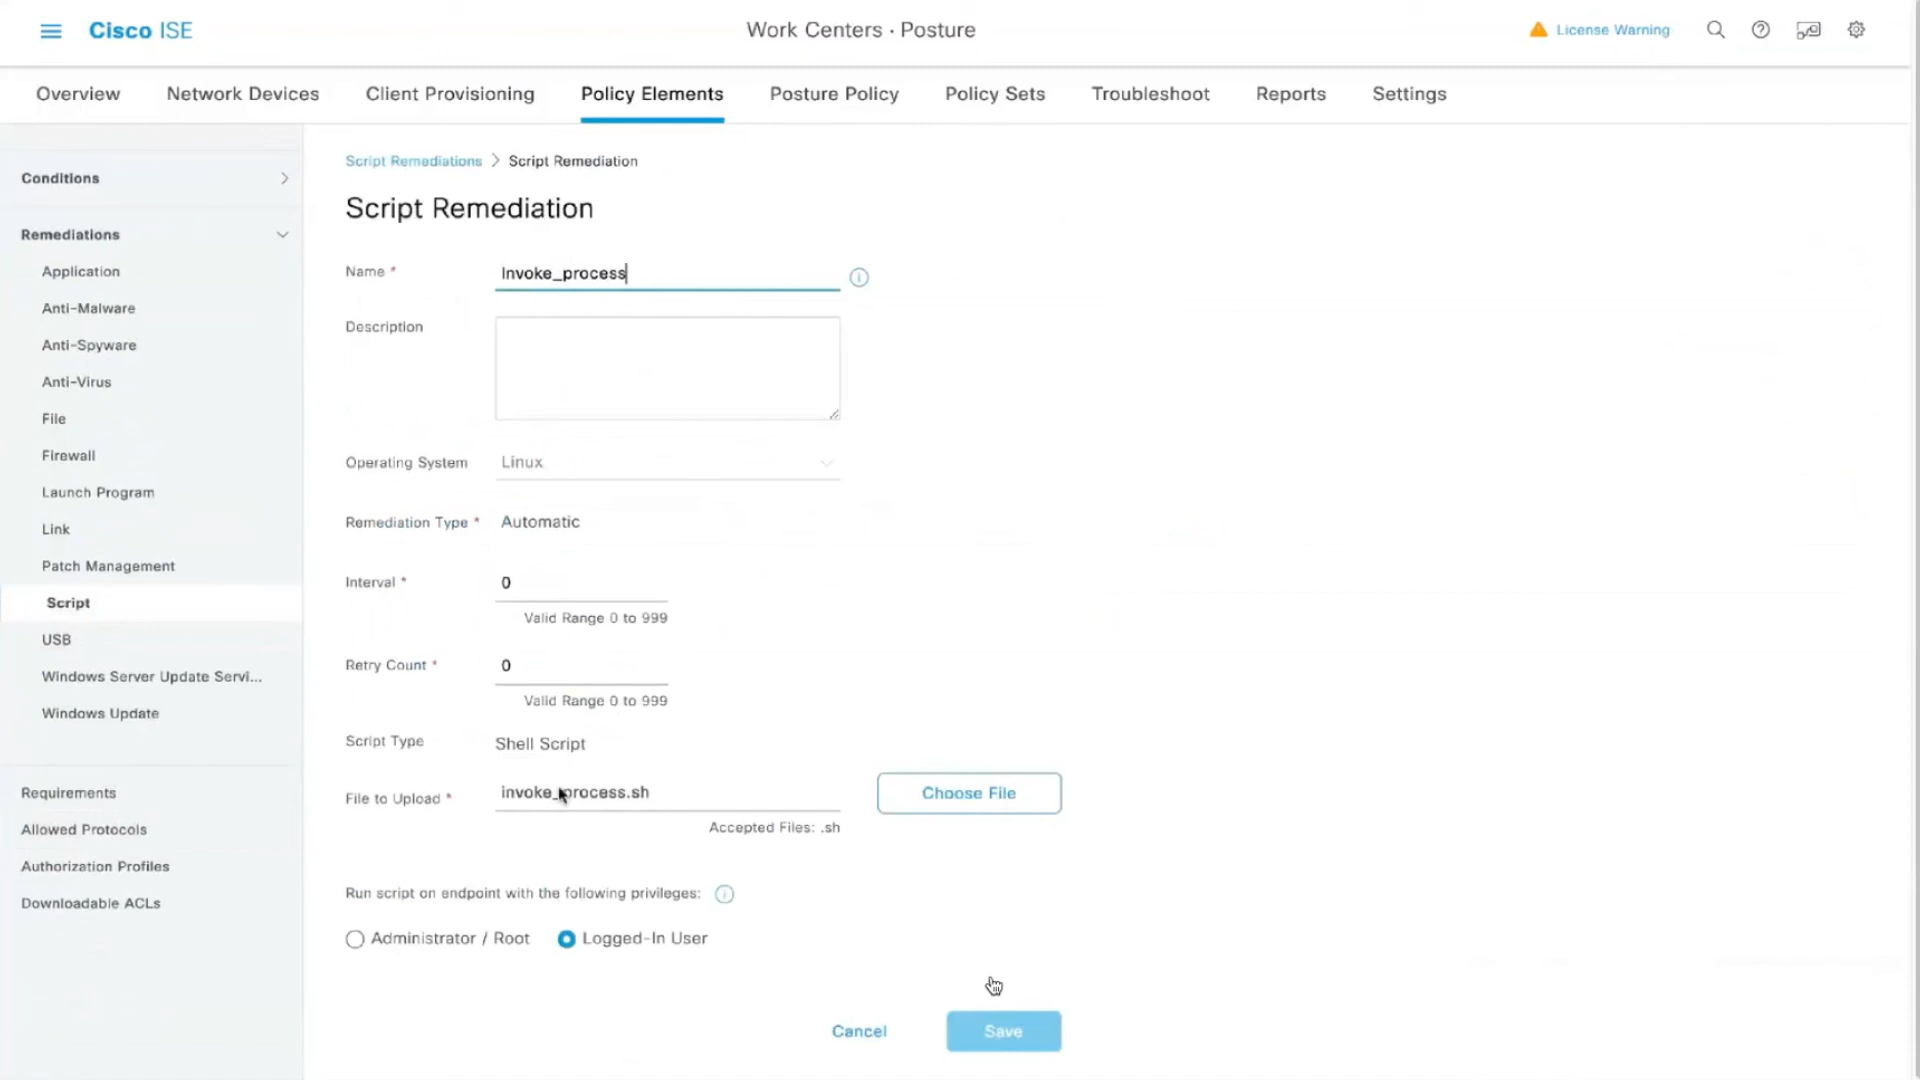 Cisco ISE
Work Centers · Posture
License Warning
Overview
Network Devices
Client Provisioning
Policy Elements
Posture Policy
Policy Sets
Troubleshoot
Reports
Settings
Conditions
Remediations
Application
Anti-Malware
Anti-Spyware
Anti-Virus
File
Firewall
Launch Program
Link
Patch Management
Script
USB
Windows Server Update Servi...
Windows Update
Requirements
Allowed Protocols
Authorization Profiles
Downloadable ACLs
Script Remediations > Script Remediation
Script Remediation
Name * Invoke_process
Description
Operating System Linux
Remediation Type * Automatic
Interval * 0
Valid Range 0 to 999
Retry Count * 0
Valid Range 0 to 999
Script Type Shell Script
File to Upload * invoke_process.sh Choose File
Accepted Files: .sh
Run script on endpoint with the following privileges:
Administrator / Root Logged-In User
Cancel Save